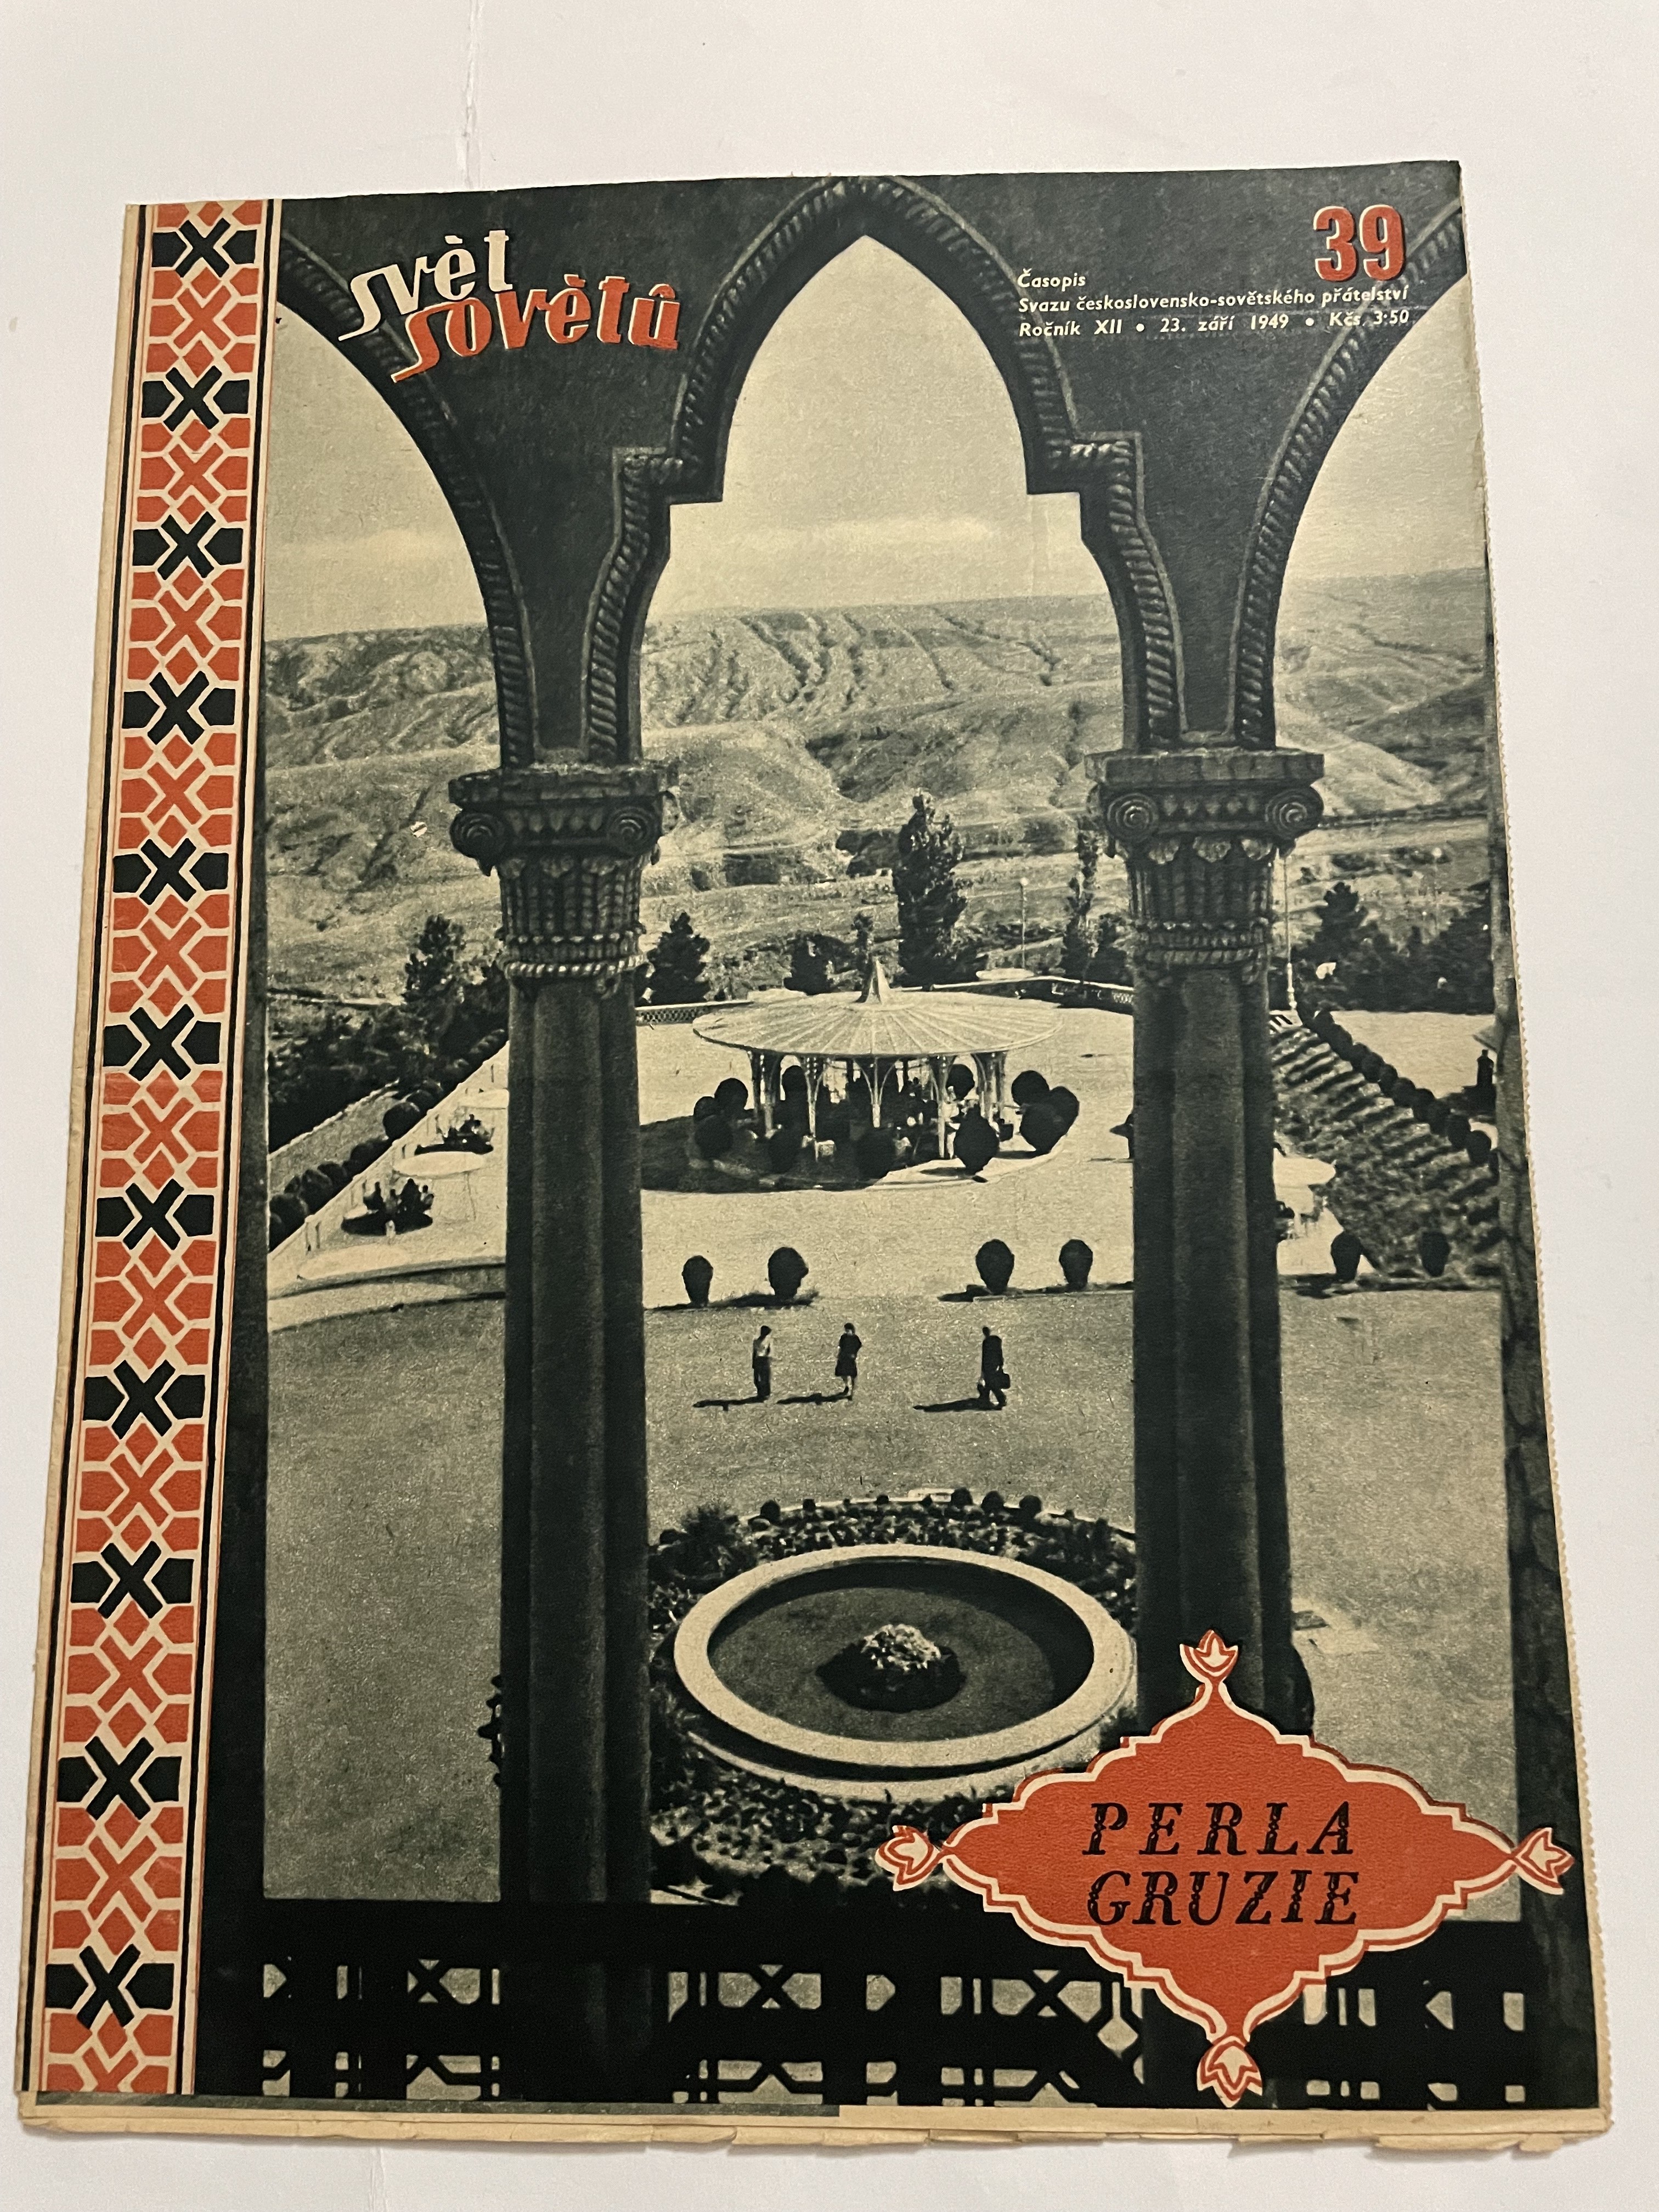 svět
sovětů
39
Časopis
Svazu československo-sovětského přátelství
Ročník XII • 23. září 1949 • Kčs 3·50
PERLA
GRUZIE